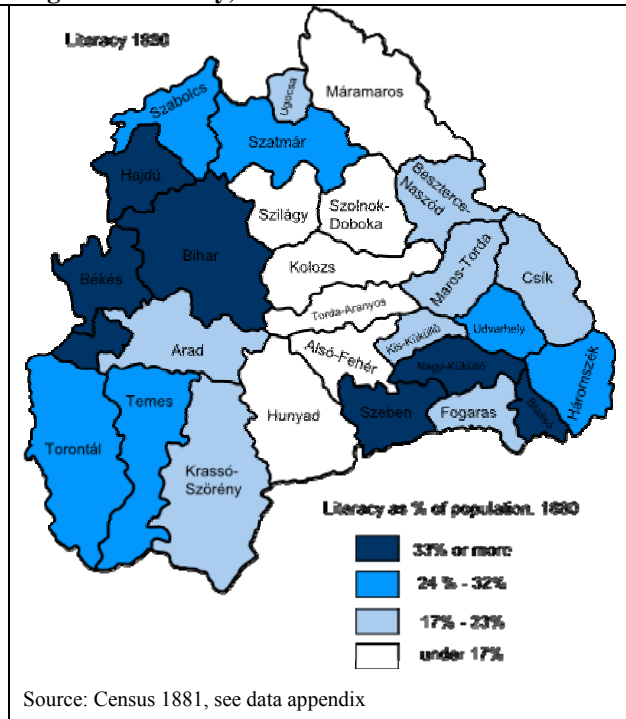 Literacy 1880
Szabolcs
Ugocsa
Máramaros
Szatmár
Hajdú
Beszterce-
Naszód
Szilágy
Szolnok-
Doboka
Bihar
Kolozs
Maros-Torda
Csík
Békés
Torda-Aranyos
Udvarhely
Arad
Alsó-Fehér
Kis-Küküllő
Nagy-Küküllő
Háromszék
Temes
Hunyad
Szeben
Fogaras
Brassó
Torontál
Krassó-
Szörény
Literacy as % of population. 1880
33% or more
24 % - 32%
17% - 23%
under 17%
Source: Census 1881, see data appendix